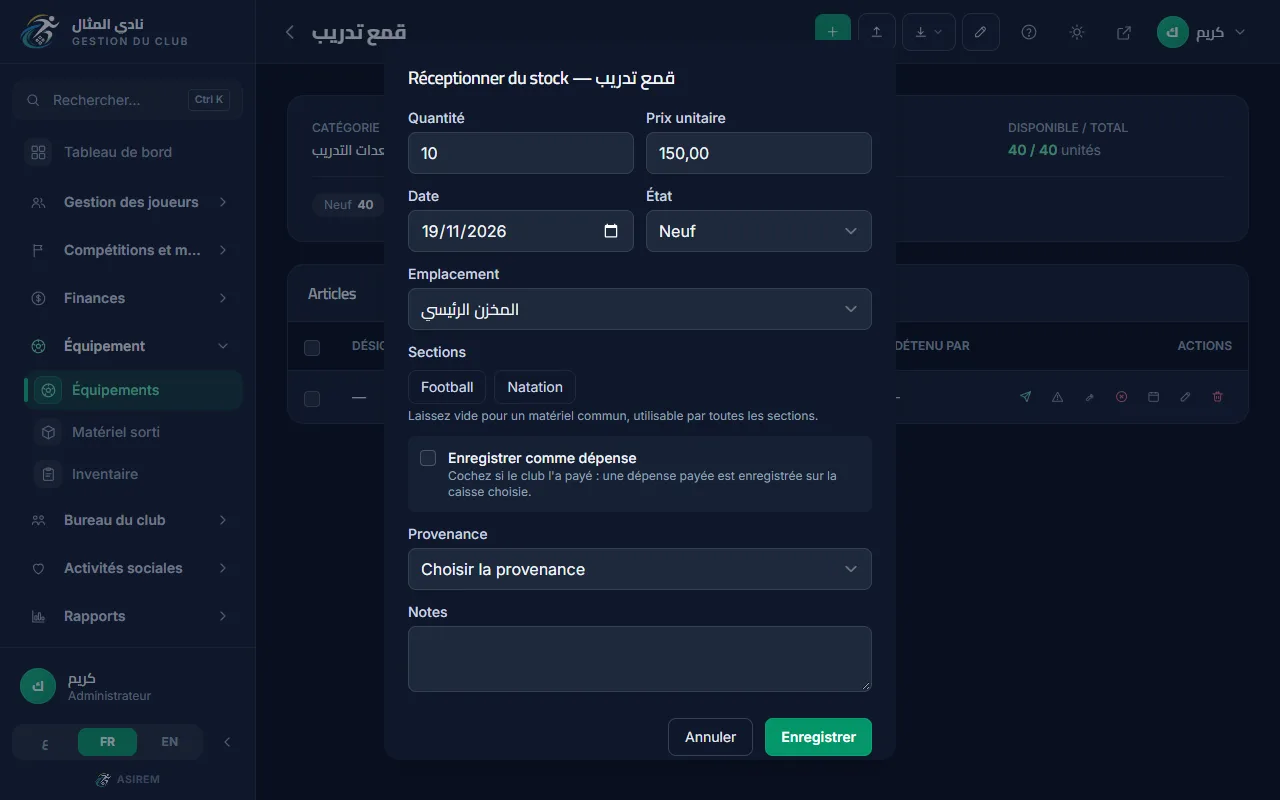 نادي المثال
GESTION DU CLUB
Rechercher...
Ctrl K
Tableau de bord
Gestion des joueurs
Compétitions et m...
Finances
Équipement
Équipements
Matériel sorti
Inventaire
Bureau du club
Activités sociales
Rapports
ك
كريم
Administrateur
ع
FR
EN
ASIREM
قمع تدريب
ك
كريم
CATÉGORIE
عدات التدريب
DISPONIBLE / TOTAL
40 / 40 unités
Neuf 40
Articles
DÉTENU PAR
ACTIONS
—
Réceptionner du stock — قمع تدريب
Quantité
Prix unitaire
10
150,00
Date
État
19/11/2026
Neuf
Emplacement
المخزن الرئيسي
Sections
Football
Natation
Laissez vide pour un matériel commun, utilisable par toutes les sections.
Enregistrer comme dépense
Cochez si le club l'a payé : une dépense payée est enregistrée sur la
caisse choisie.
Provenance
Choisir la provenance
Notes
Annuler
Enregistrer